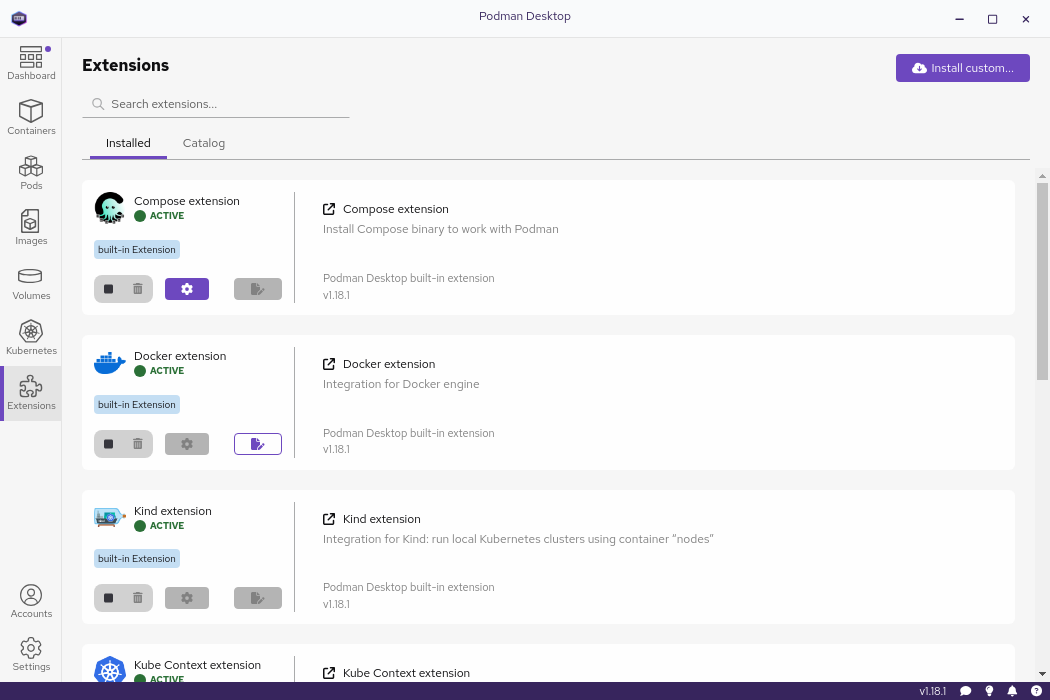 Podman Desktop
Dashboard
Containers
Pods
Images
Volumes
Kubernetes
Extensions
Accounts
Settings
Extensions
Install custom...
Search extensions...
Installed
Catalog
Compose extension
ACTIVE
built-in Extension
Compose extension
Install Compose binary to work with Podman
Podman Desktop built-in extension
v1.18.1
Docker extension
ACTIVE
built-in Extension
Docker extension
Integration for Docker engine
Podman Desktop built-in extension
v1.18.1
Kind extension
ACTIVE
built-in Extension
Kind extension
Integration for Kind: run local Kubernetes clusters using container "nodes"
Podman Desktop built-in extension
v1.18.1
Kube Context extension
ACTIVE
Kube Context extension
v1.18.1